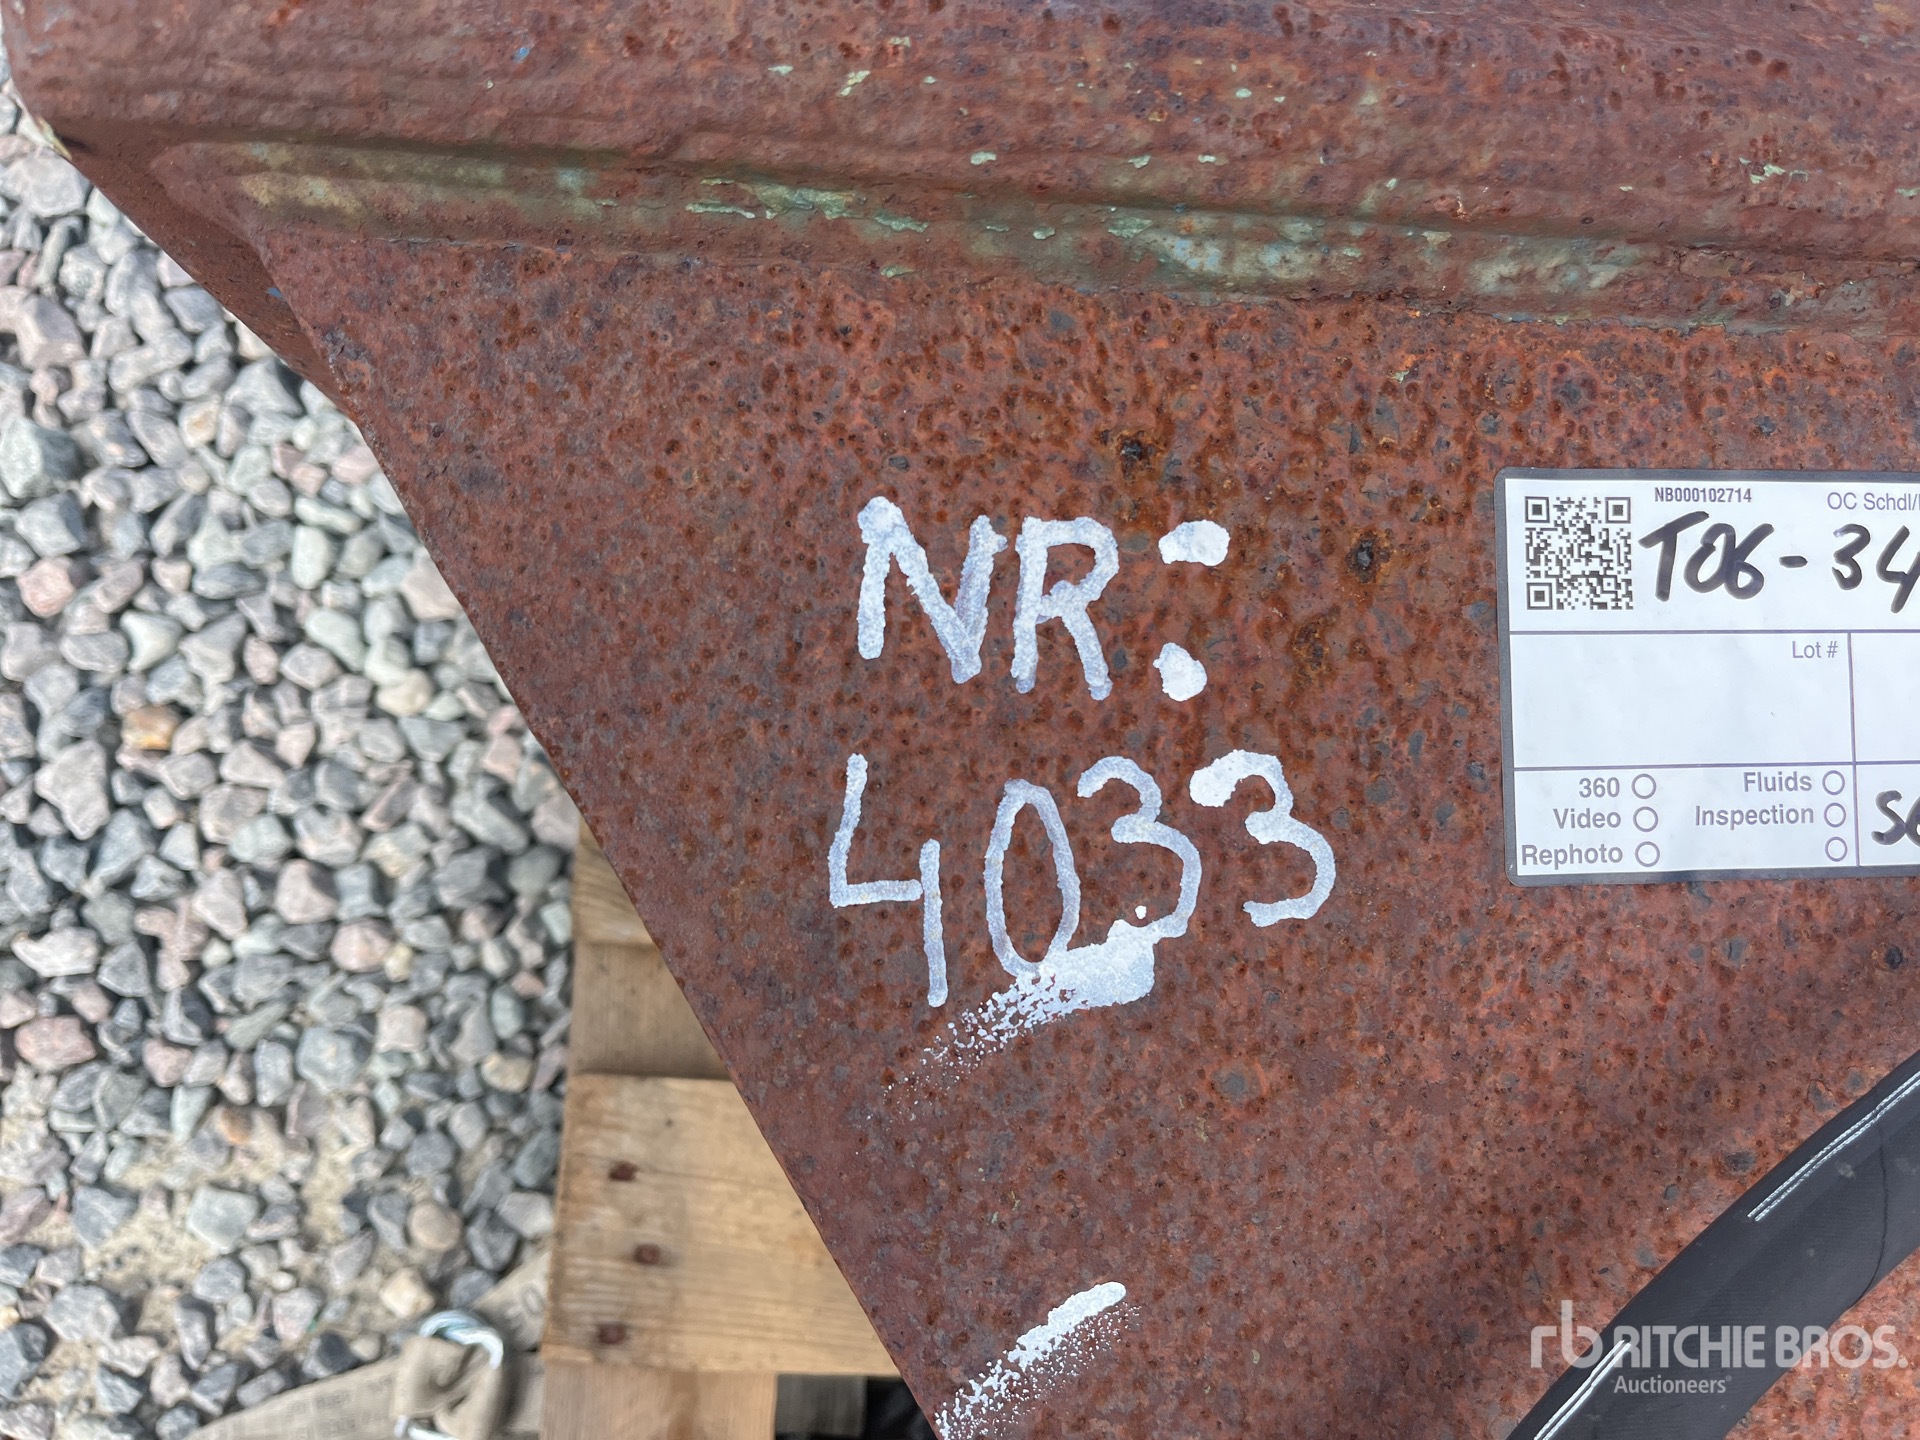 NR:
4033
NB000102714
OC Schdl/
T06-34
Lot #
360
Fluids
Video
Inspection
Rephoto
rb RITCHIE BROS.
Auctioneers